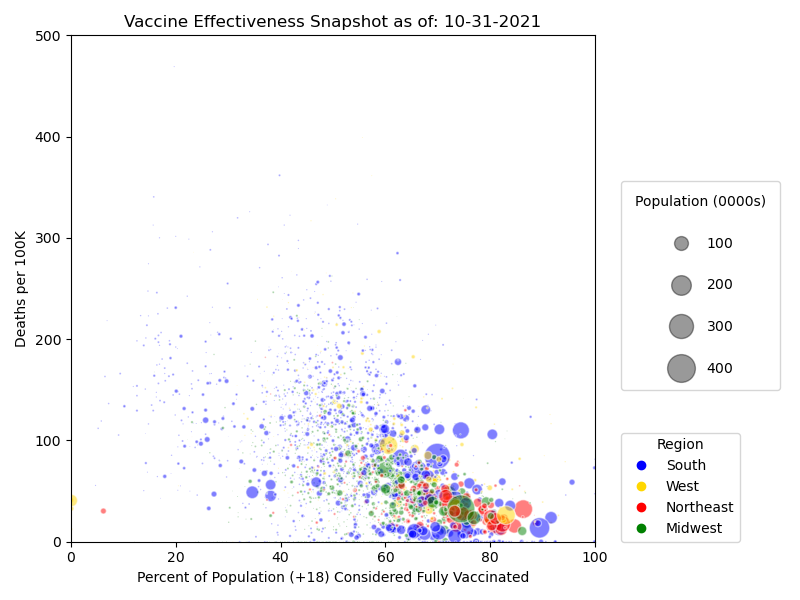 Vaccine Effectiveness Snapshot as of: 10-31-2021
500
400
300
200
100
0
Deaths per 100K
0 20 40 60 80 100
Percent of Population (+18) Considered Fully Vaccinated
Population (0000s)
100
200
300
400
Region
South
West
Northeast
Midwest